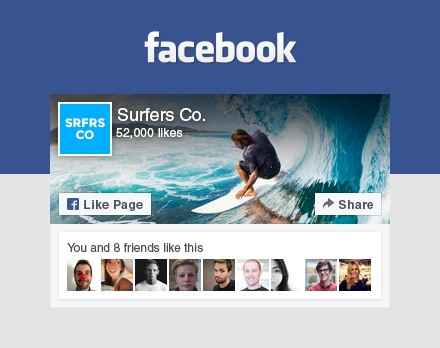 facebook
SRFRS
CO
Surfers Co.
52,000 likes
Like Page
Share
You and 8 friends like this